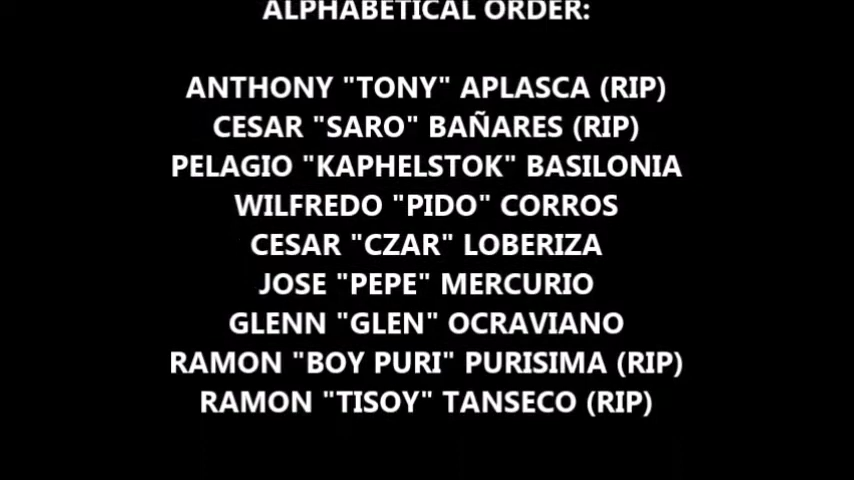 ALPHABETICAL ORDER:
ANTHONY "TONY" APLASCA (RIP)
CESAR "SARO" BAÑARES (RIP)
PELAGIO "KAPHELSTOK" BASILONIA
WILFREDO "PIDO" CORROS
CESAR "CZAR" LOBERIZA
JOSE "PEPE" MERCURIO
GLENN "GLEN" OCRAVIANO
RAMON "BOY PURI" PURISIMA (RIP)
RAMON "TISOY" TANSECO (RIP)